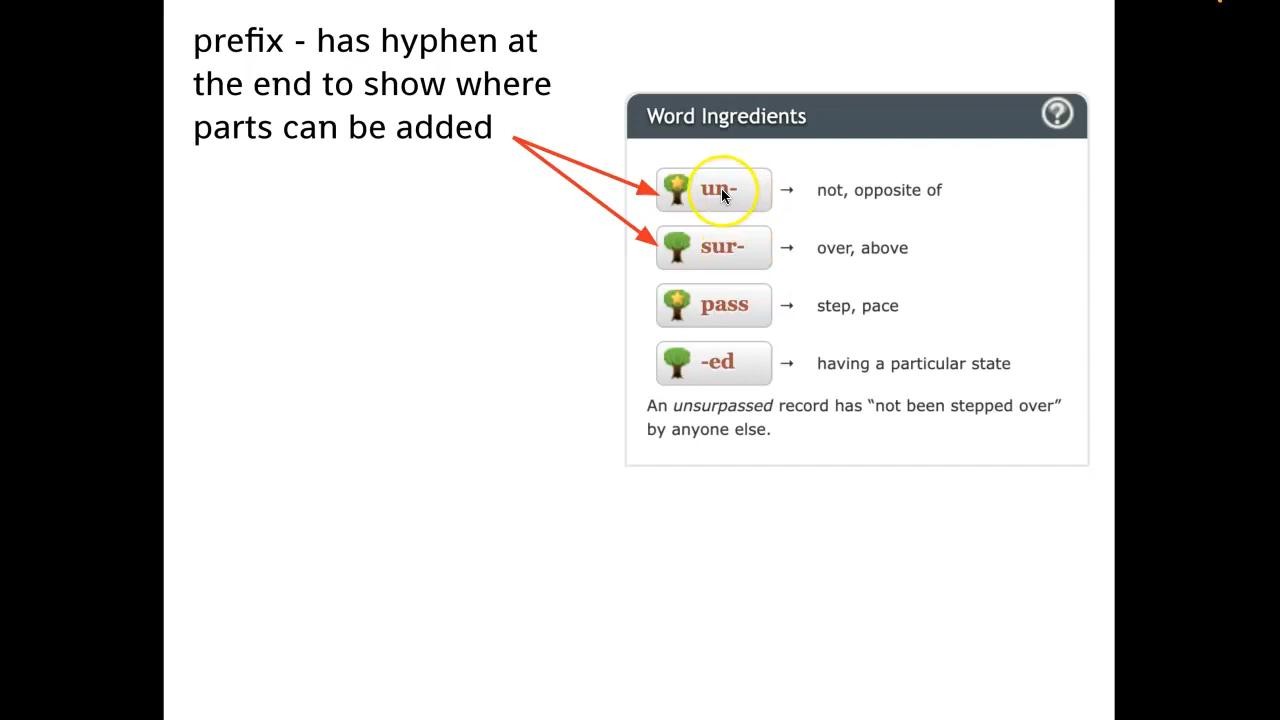 prefix - has hyphen at
the end to show where
parts can be added
Word Ingredients ?
un- → not, opposite of
sur- → over, above
pass → step, pace
-ed → having a particular state
An unsurpassed record has “not been stepped over”
by anyone else.